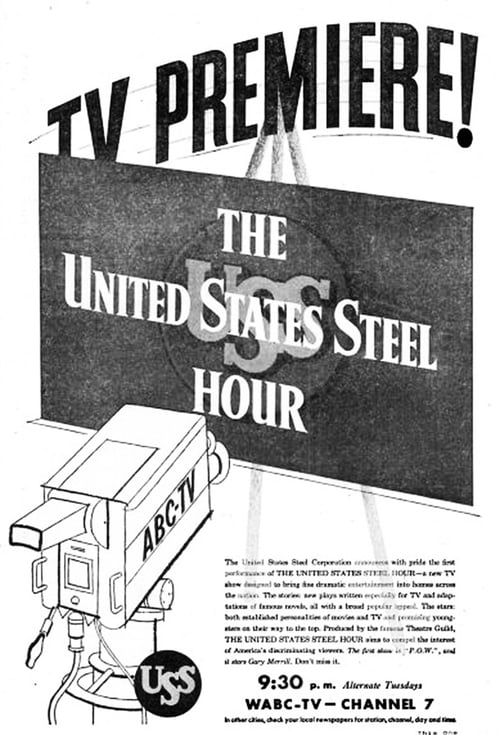 TV PREMIERE!
USS
THE
UNITED STATES STEEL
HOUR
ABC-TV
The United States Steel Corporation announces with pride the first
performance of THE UNITED STATES STEEL HOUR—a new TV
show designed to bring fine dramatic entertainment into homes across
the nation. The stories: new plays written especially for TV and adap-
tations of famous novels, all with a broad popular appeal. The stars:
both established personalities of movies and TV and promising young-
sters on their way to the top. Produced by the famous Theatre Guild,
THE UNITED STATES STEEL HOUR aims to compel the interest
of America's discriminating viewers. The first show is "P.O.W.", and
it stars Gary Merrill. Don't miss it.
USS
9:30 p. m. Alternate Tuesdays
WABC-TV — CHANNEL 7
In other cities, check your local newspapers for station, channel, day and time.
This One